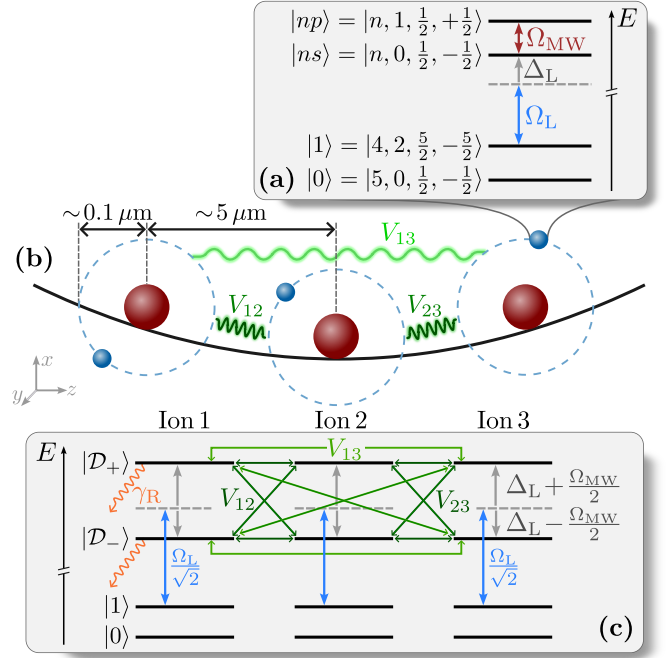 |np⟩ = |n, 1, 1/2, +1/2⟩
E
Ω_MW
|ns⟩ = |n, 0, 1/2, −1/2⟩
Δ_L
Ω_L
|1⟩ = |4, 2, 5/2, −5/2⟩
(a)
|0⟩ = |5, 0, 1/2, −1/2⟩
~0.1 μm
~5 μm
(b)
V_13
V_12
V_23
x
y
z
Ion 1
Ion 2
Ion 3
E
|D_+⟩
V_13
γ_R
V_12
V_23
Δ_L + Ω_MW/2
Δ_L − Ω_MW/2
|D_−⟩
Ω_L/√2
Ω_L/√2
|1⟩
|0⟩
(c)